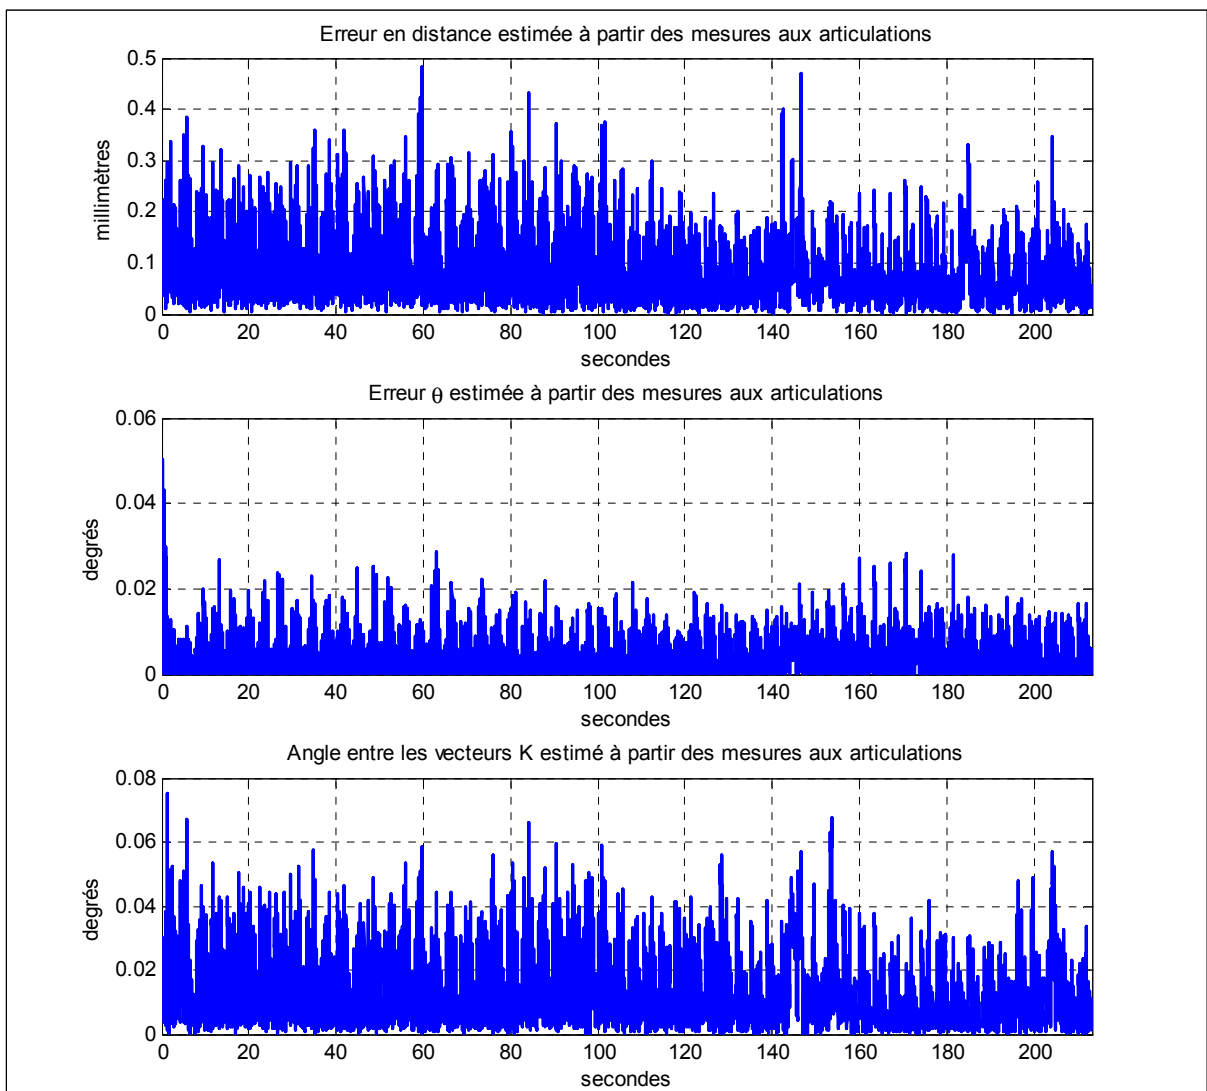 Erreur en distance estimée à partir des mesures aux articulations
0.5
0.4
0.3
0.2
0.1
0
millimètres
0 20 40 60 80 100 120 140 160 180 200
secondes
Erreur θ estimée à partir des mesures aux articulations
0.06
0.04
0.02
0
degrés
0 20 40 60 80 100 120 140 160 180 200
secondes
Angle entre les vecteurs K estimé à partir des mesures aux articulations
0.08
0.06
0.04
0.02
0
degrés
0 20 40 60 80 100 120 140 160 180 200
secondes